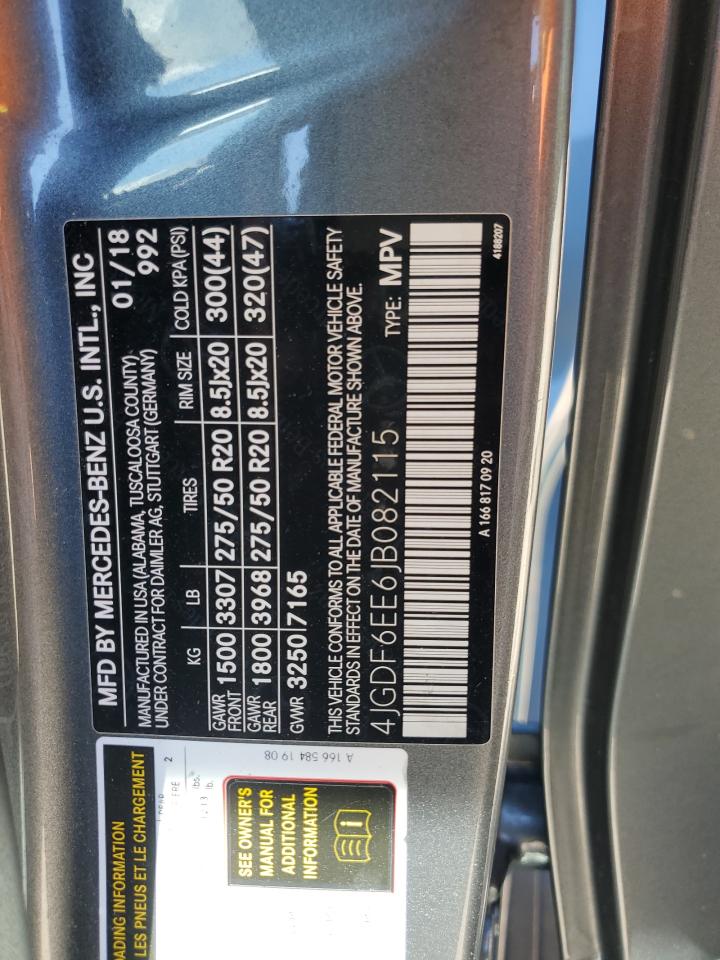 MFD BY MERCEDES-BENZ U.S. INTL., INC
MANUFACTURED IN USA (ALABAMA, TUSCALOOSA COUNTY) 01/18
UNDER CONTRACT FOR DAIMLER AG, STUTTGART (GERMANY) 992
KG LB TIRES RIM SIZE COLD KPA (PSI)
GAWR FRONT 1500 3307 275/50 R20 8.5Jx20 300(44)
GAWR REAR 1800 3968 275/50 R20 8.5Jx20 320(47)
GVWR 3250 7165
THIS VEHICLE CONFORMS TO ALL APPLICABLE FEDERAL MOTOR VEHICLE SAFETY
STANDARDS IN EFFECT ON THE DATE OF MANUFACTURE SHOWN ABOVE.
4JGDF6EE6JB082115 TYPE: MPV
A 166 817 09 20
4188207
ADING INFORMATION
LES PNEUS ET LE CHARGEMENT
2
lbs.
lb.
SEE OWNER'S
MANUAL FOR
ADDITIONAL
INFORMATION
A 166 584 19 08